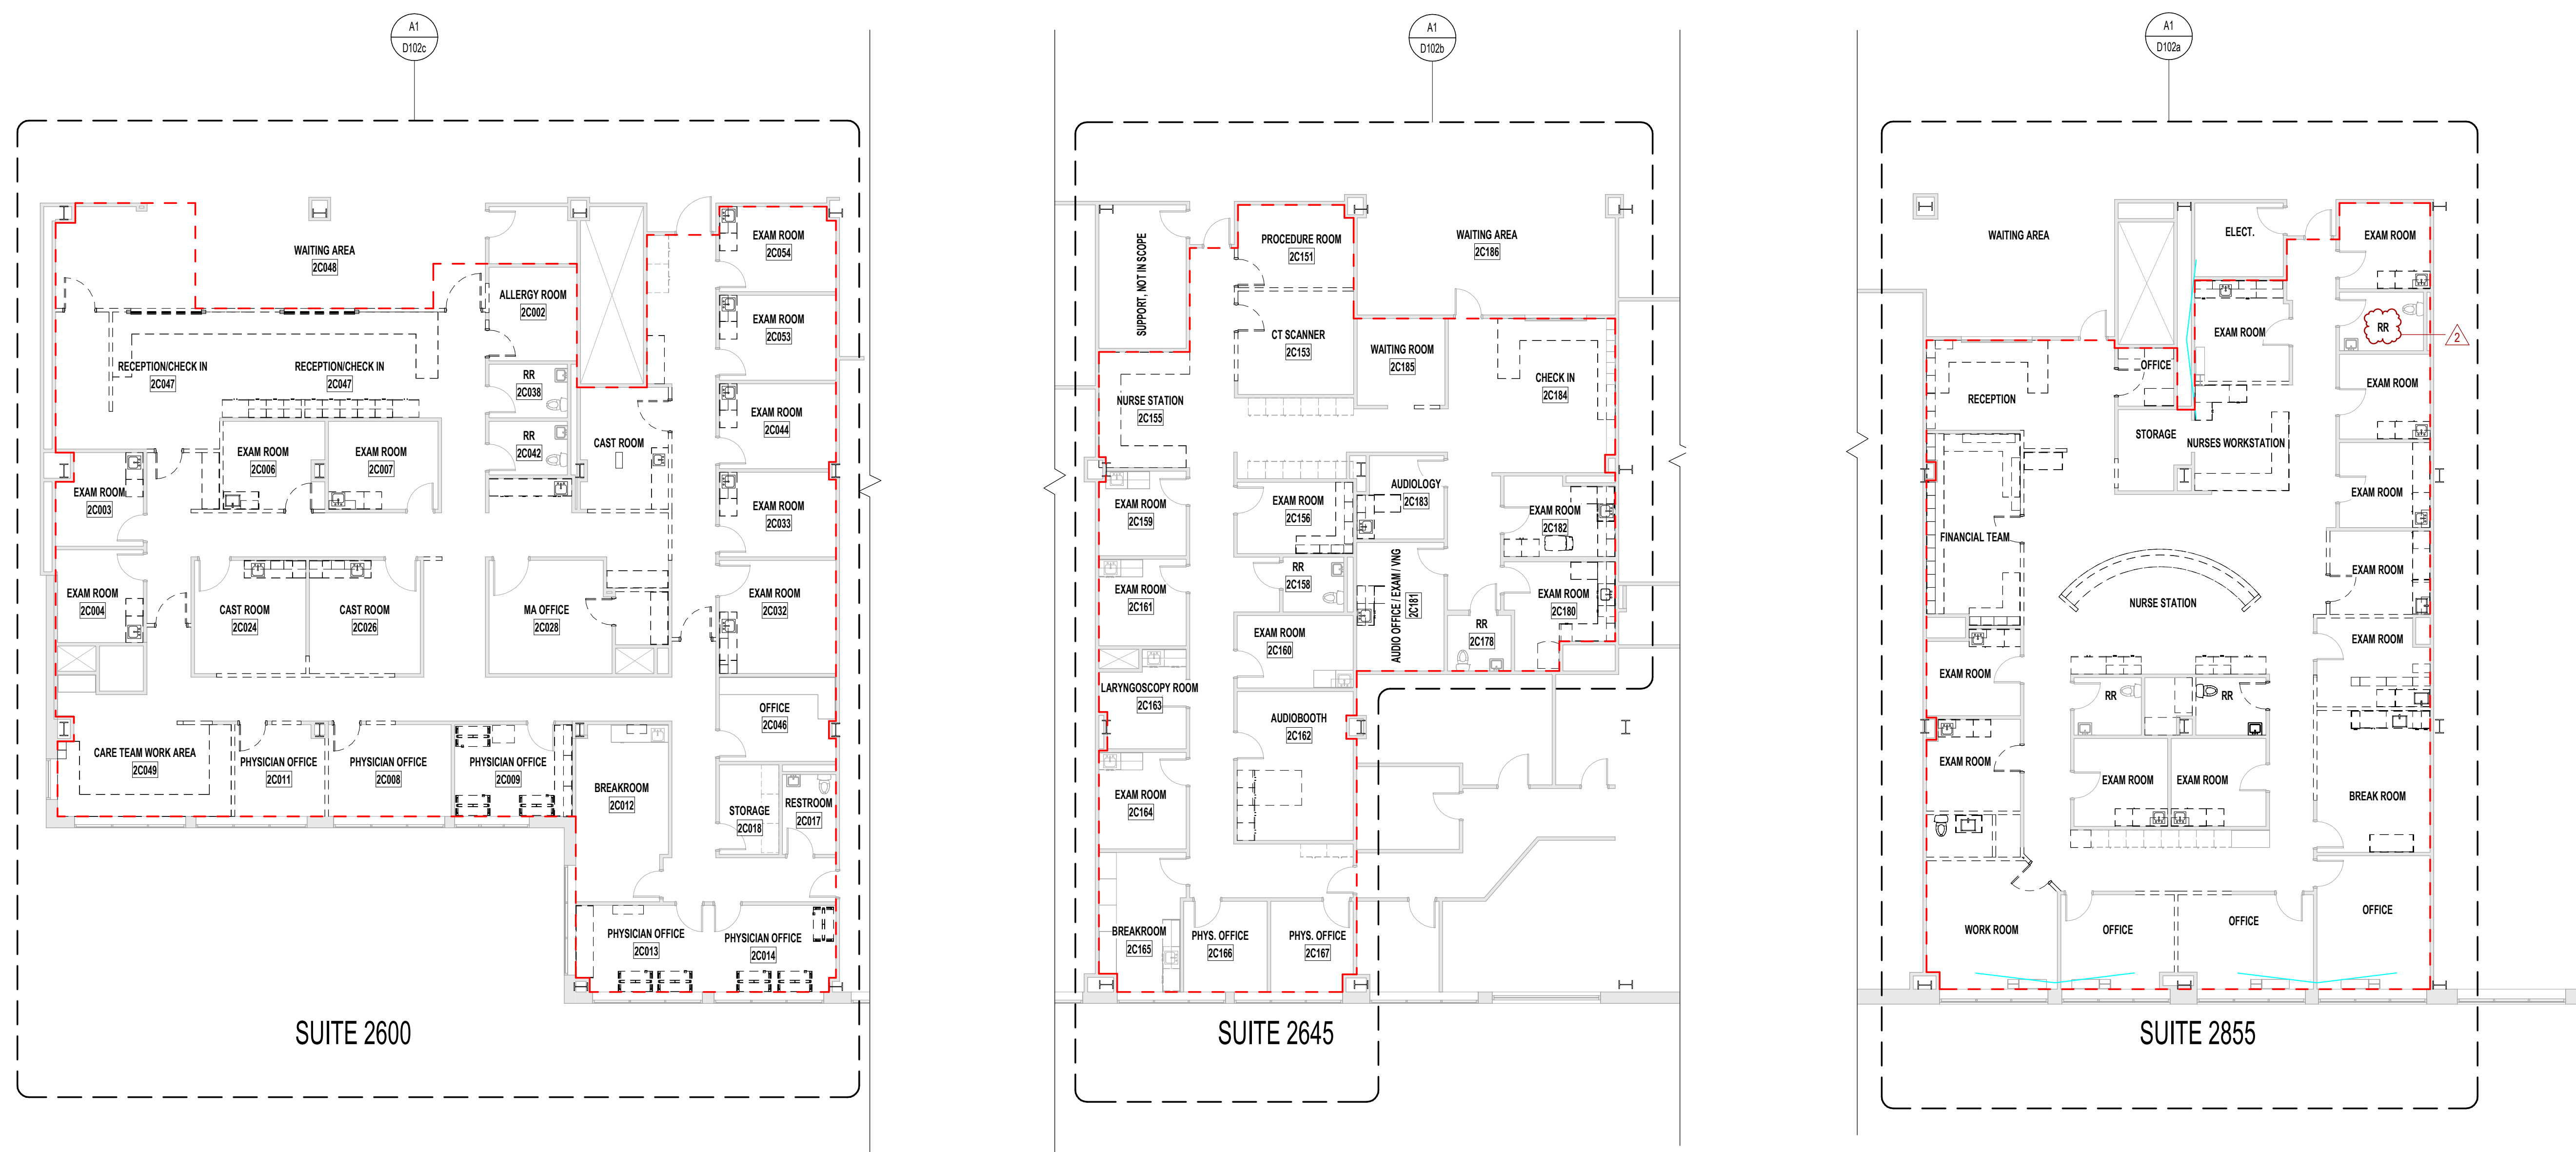 A1
D102c
WAITING AREA
2C048
EXAM ROOM
2C054
ALLERGY ROOM
2C002
EXAM ROOM
2C053
RECEPTION/CHECK IN
2C047
RECEPTION/CHECK IN
2C047
RR
2C038
EXAM ROOM
2C044
RR
2C042
CAST ROOM
EXAM ROOM
2C006
EXAM ROOM
2C007
EXAM ROOM
2C003
EXAM ROOM
2C033
EXAM ROOM
2C004
CAST ROOM
2C024
CAST ROOM
2C026
MA OFFICE
2C028
EXAM ROOM
2C032
OFFICE
2C046
CARE TEAM WORK AREA
2C049
PHYSICIAN OFFICE
2C011
PHYSICIAN OFFICE
2C008
PHYSICIAN OFFICE
2C009
BREAKROOM
2C012
STORAGE
2C018
RESTROOM
2C017
PHYSICIAN OFFICE
2C013
PHYSICIAN OFFICE
2C014
SUITE 2600
A1
D102b
SUPPORT, NOT IN SCOPE
PROCEDURE ROOM
2C151
WAITING AREA
2C186
CT SCANNER
2C153
WAITING ROOM
2C185
CHECK IN
2C184
NURSE STATION
2C155
AUDIOLOGY
2C183
EXAM ROOM
2C159
EXAM ROOM
2C156
EXAM ROOM
2C182
RR
2C158
EXAM ROOM
2C161
AUDIO OFFICE / EXAM / VNG
2C181
EXAM ROOM
2C180
EXAM ROOM
2C160
RR
2C178
LARYNGOSCOPY ROOM
2C163
AUDIOBOOTH
2C162
EXAM ROOM
2C164
BREAKROOM
2C165
PHYS. OFFICE
2C166
PHYS. OFFICE
2C167
SUITE 2645
A1
D102a
WAITING AREA
ELECT.
EXAM ROOM
EXAM ROOM
RR
2
OFFICE
EXAM ROOM
RECEPTION
STORAGE
NURSES WORKSTATION
EXAM ROOM
FINANCIAL TEAM
EXAM ROOM
NURSE STATION
EXAM ROOM
EXAM ROOM
RR
RR
EXAM ROOM
EXAM ROOM
EXAM ROOM
BREAK ROOM
WORK ROOM
OFFICE
OFFICE
OFFICE
SUITE 2855